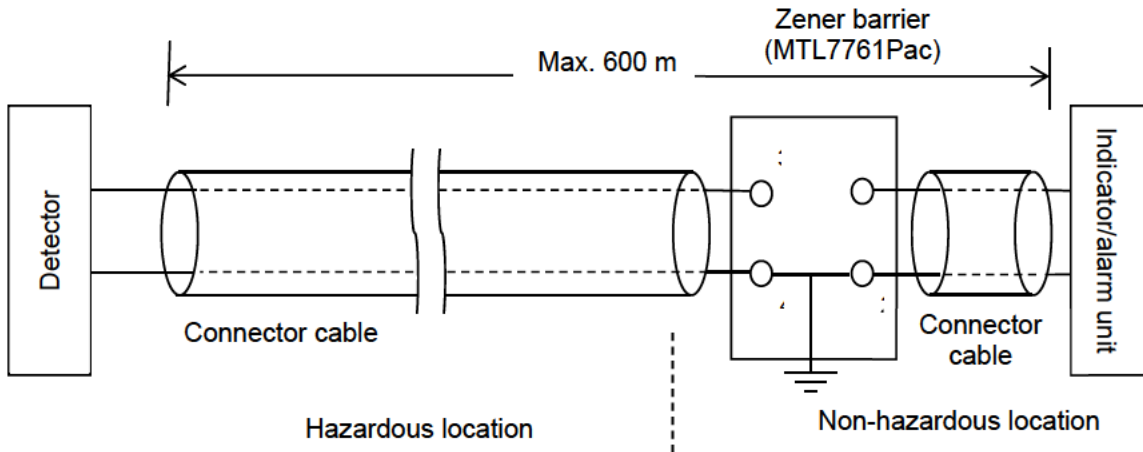 Zener barrier
(MTL7761Pac)
Max. 600 m
Detector
Indicator/alarm unit
Connector cable
Connector
cable
Hazardous location
Non-hazardous location